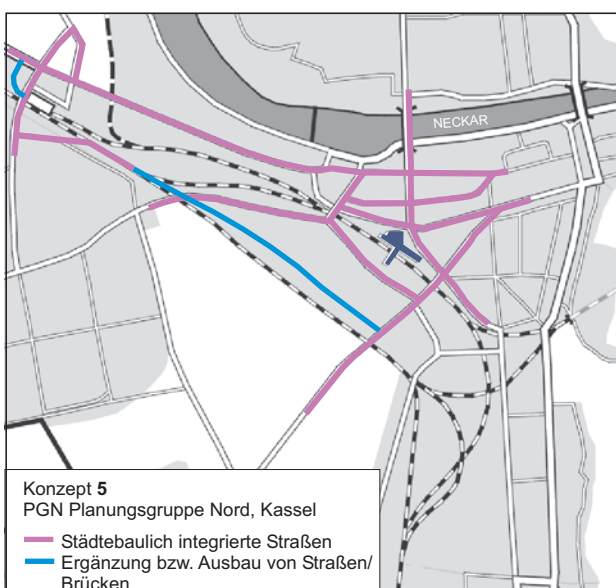 NECKAR
Konzept 5
PGN Planungsgruppe Nord, Kassel
Städtebaulich integrierte Straßen
Ergänzung bzw. Ausbau von Straßen/
Brücken